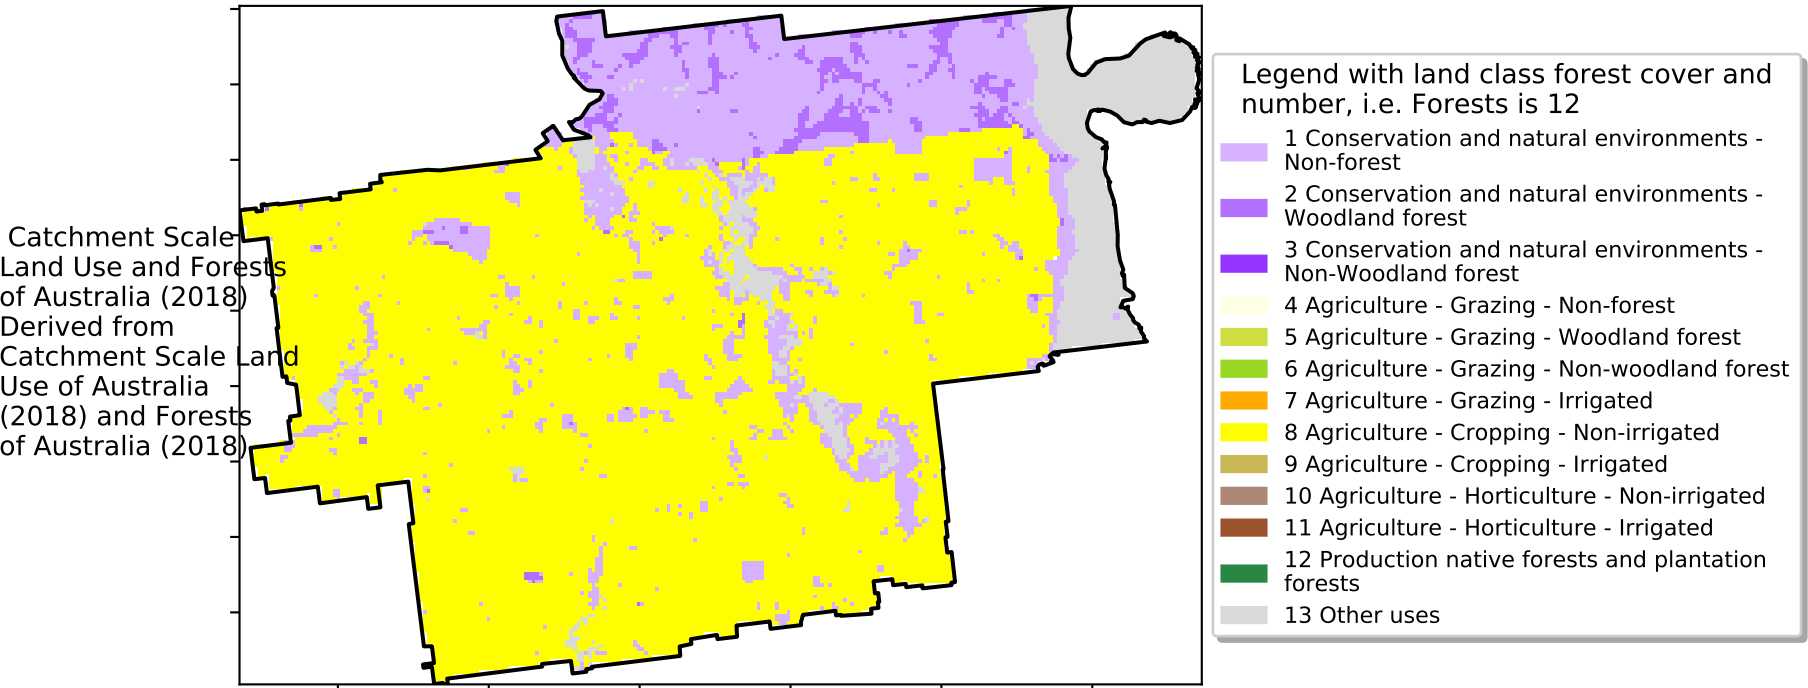 Catchment Scale
Land Use and Forests
of Australia (2018)
Derived from
Catchment Scale Land
Use of Australia
(2018) and Forests
of Australia (2018)
Legend with land class forest cover and
number, i.e. Forests is 12
1 Conservation and natural environments -
Non-forest
2 Conservation and natural environments -
Woodland forest
3 Conservation and natural environments -
Non-Woodland forest
4 Agriculture - Grazing - Non-forest
5 Agriculture - Grazing - Woodland forest
6 Agriculture - Grazing - Non-woodland forest
7 Agriculture - Grazing - Irrigated
8 Agriculture - Cropping - Non-irrigated
9 Agriculture - Cropping - Irrigated
10 Agriculture - Horticulture - Non-irrigated
11 Agriculture - Horticulture - Irrigated
12 Production native forests and plantation
forests
13 Other uses